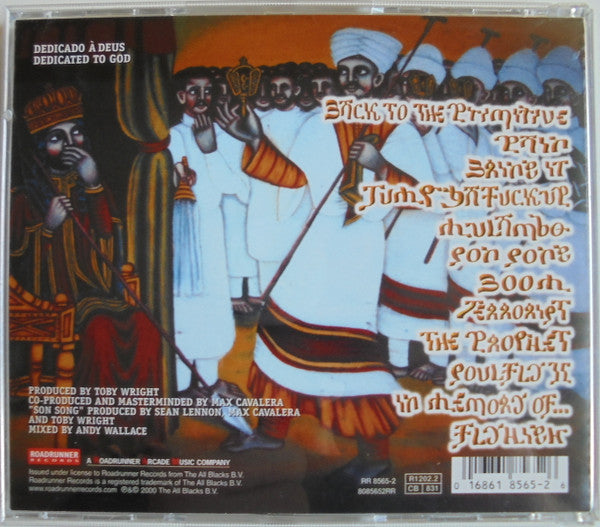 DEDICADO À DEUS
DEDICATED TO GOD
BACK TO THE PRIMITIVE
PAIN
BRING IT
JUMPDAFUCKUP
MULAMBO
SON SONG
BOOM
TERRORIST
THE PROPHET
SOULFLY II
IN MEMORY OF...
FLYHIGH
PRODUCED BY TOBY WRIGHT
CO-PRODUCED AND MASTERMINDED BY MAX CAVALERA
"SON SONG" PRODUCED BY SEAN LENNON, MAX CAVALERA
AND TOBY WRIGHT
MIXED BY ANDY WALLACE
ROADRUNNER
RECORDS
A ROADRUNNER ARCADE MUSIC COMPANY
Issued under license to Roadrunner Records from The All Blacks B.V.
Roadrunner Records is a registered trademark of The All Blacks B.V.
www.roadrunnerrecords.com ℗&© 2000 The All Blacks B.V.
RR 8565-2
8085652RR
R1202.2
CB 831
0 16861 8565-2 6